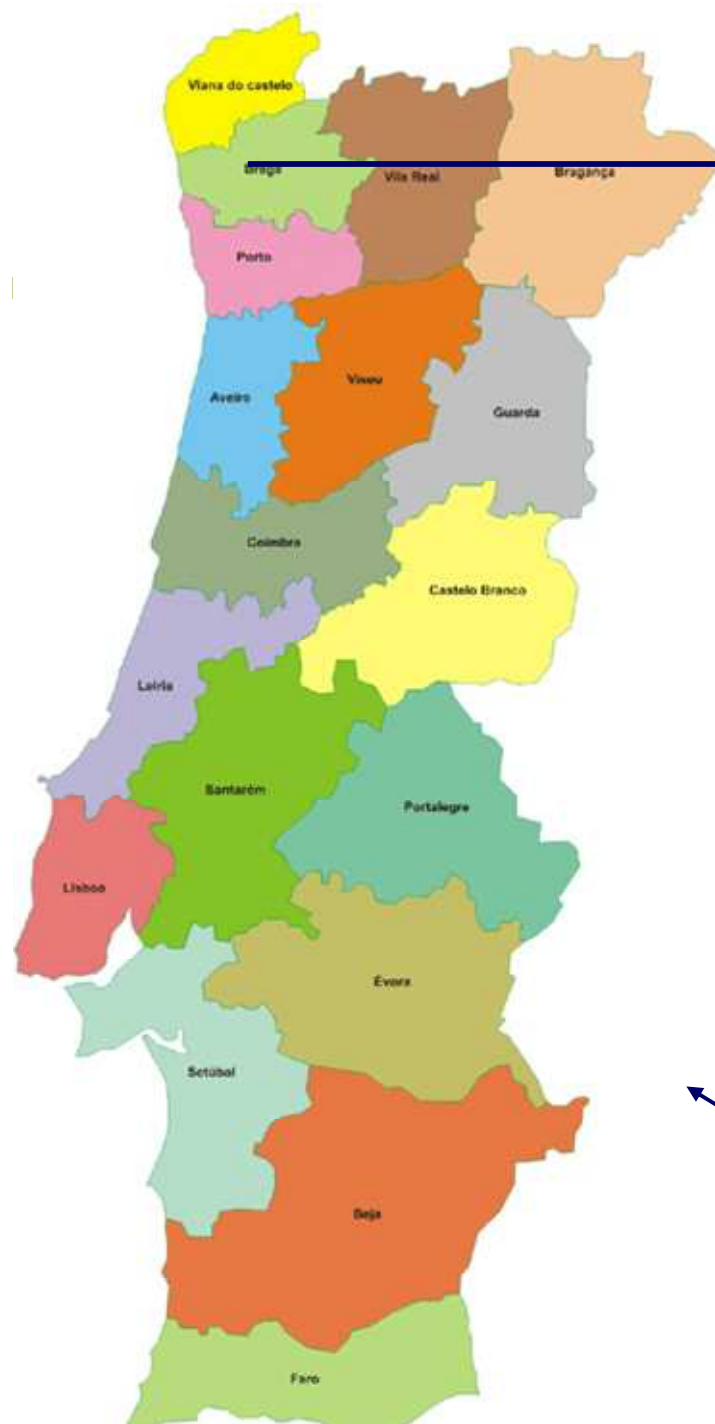 Viana do castelo
Braga
Vila Real
Bragança
Porto
Viseu
Aveiro
Guarda
Coimbra
Castelo Branco
Leiria
Santarém
Portalegre
Lisboa
Évora
Setúbal
Beja
Faro